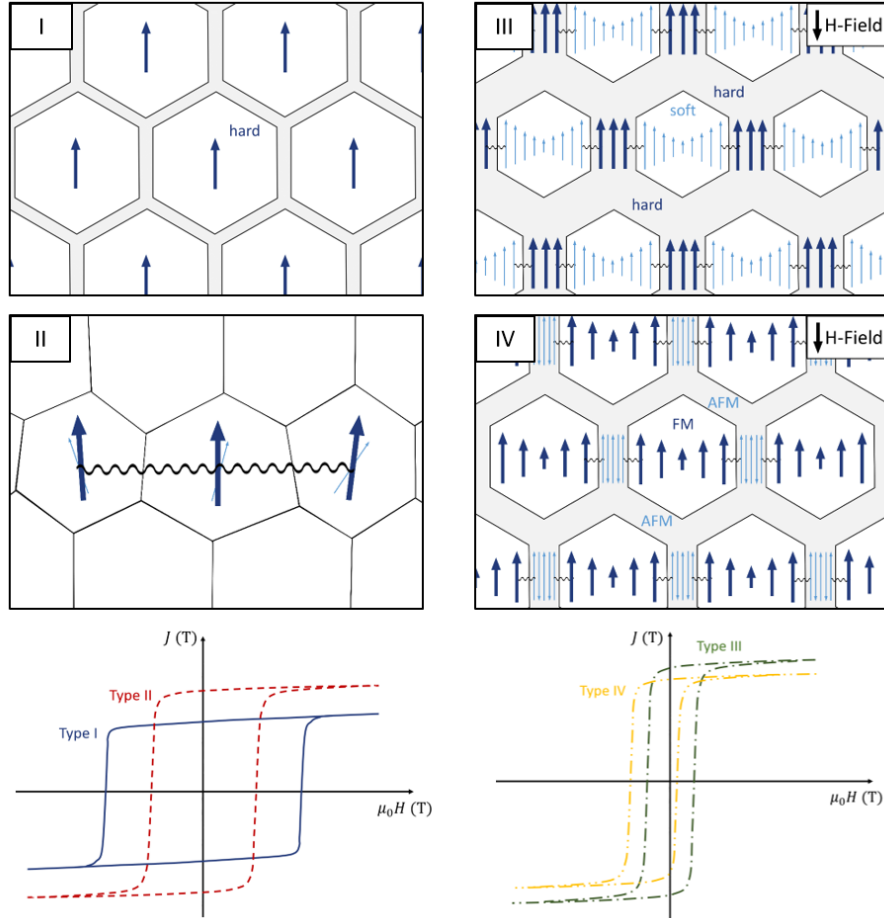 I
hard
III
H-Field
hard
soft
hard
II
IV
H-Field
AFM
FM
AFM
J (T)
Type II
Type I
μ₀H (T)
J (T)
Type III
Type IV
μ₀H (T)